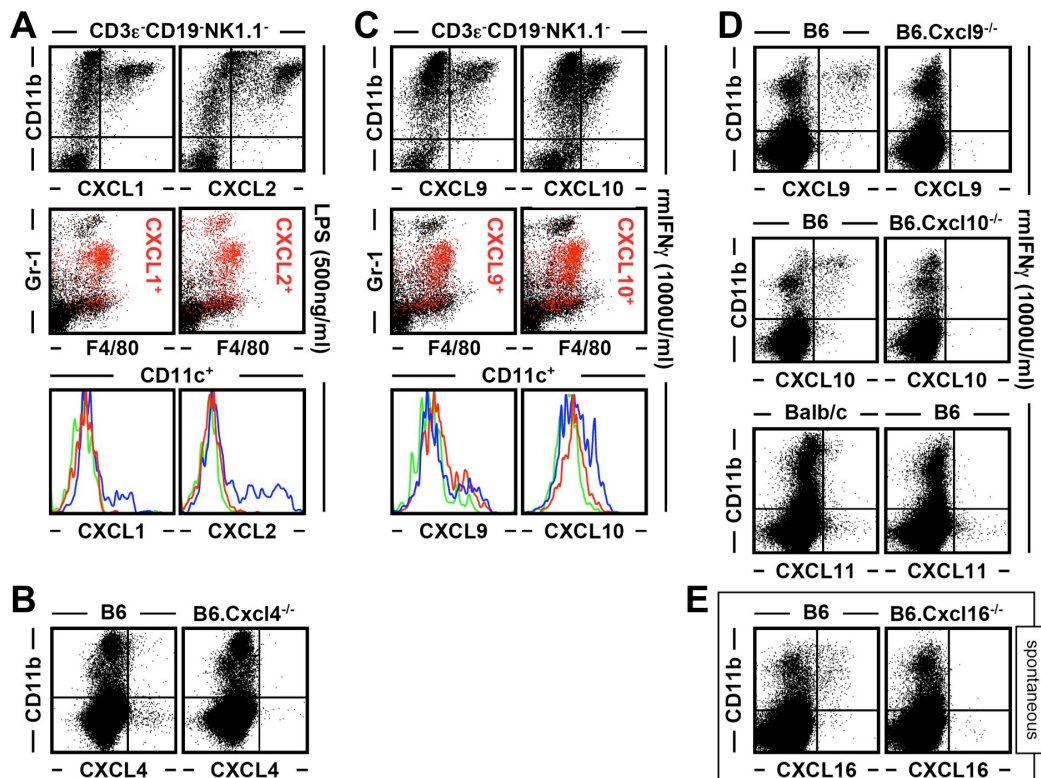 A
CD3ε-CD19-NK1.1-
CD11b
CXCL1
CXCL2
Gr-1
CXCL1+
CXCL2+
F4/80
F4/80
LPS (500ng/ml)
CD11c+
CXCL1
CXCL2
B
B6
B6.Cxcl4-/-
CD11b
CXCL4
CXCL4
C
CD3ε-CD19-NK1.1-
CD11b
CXCL9
CXCL10
Gr-1
CXCL9+
CXCL10+
F4/80
F4/80
rmIFNγ (1000U/ml)
CD11c+
CXCL9
CXCL10
D
B6
B6.Cxcl9-/-
CD11b
CXCL9
CXCL9
B6
B6.Cxcl10-/-
CD11b
CXCL10
CXCL10
rmIFNγ (1000U/ml)
Balb/c
B6
CD11b
CXCL11
CXCL11
E
B6
B6.Cxcl16-/-
CD11b
CXCL16
CXCL16
spontaneous